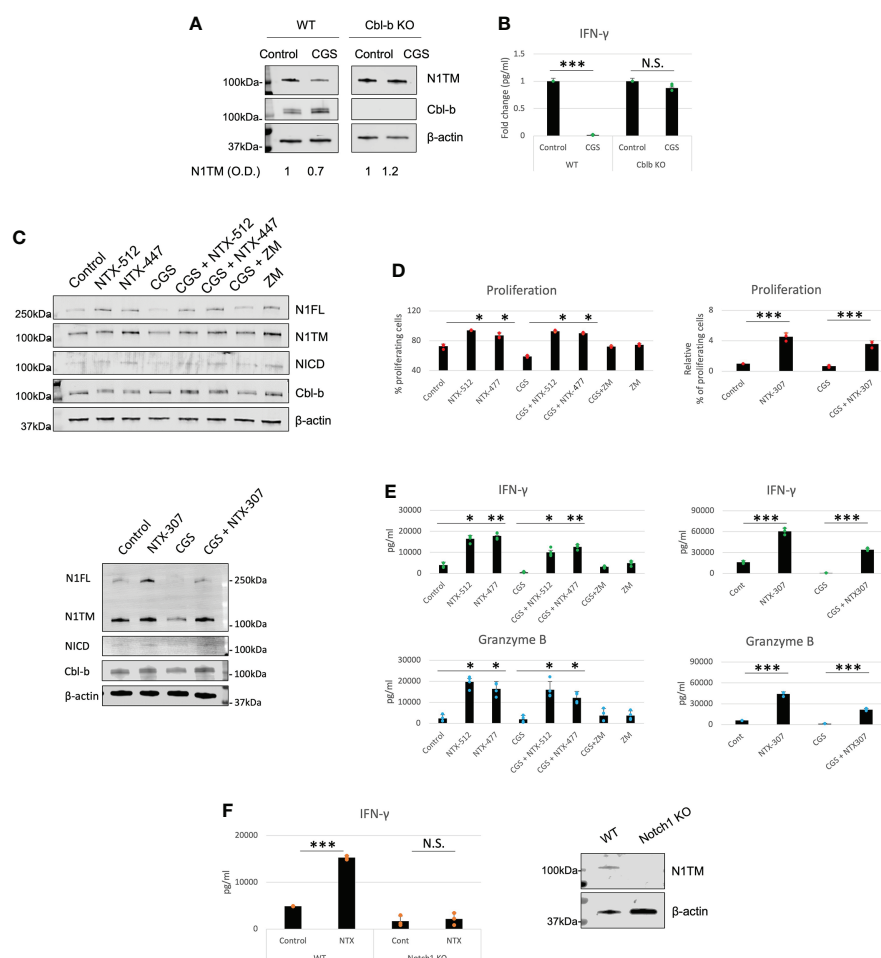 A
WT Cbl-b KO
Control CGS Control CGS
100kDa- N1TM
100kDa- Cbl-b
37kDa- β-actin
N1TM (O.D.) 1 0.7 1 1.2
B
IFN-γ
Fold change (pg/ml)
1.5
1
0.5
0
*** N.S.
Control CGS Control CGS
WT Cblb KO
C
Control NTX-512 NTX-447 CGS CGS + NTX-512 CGS + NTX-447 CGS + ZM ZM
250kDa N1FL
100kDa N1TM
100kDa NICD
100kDa Cbl-b
37kDa β-actin
Control NTX-307 CGS CGS + NTX-307
N1FL - 250kDa
N1TM - 100kDa
NICD - 100kDa
Cbl-b - 100kDa
β-actin - 37kDa
D
Proliferation
% proliferating cells
120
80
40
* * * *
Control NTX-512 NTX-477 CGS CGS + NTX-512 CGS + NTX-477 CGS+ZM ZM
Proliferation
Relative
% of proliferating cells
8
4
0
*** ***
Control NTX-307 CGS CGS + NTX-307
E
IFN-γ
pg/ml
30000
20000
10000
0
* ** * **
Control NTX-512 NTX-477 CGS CGS + NTX-512 CGS + NTX-477 CGS+ZM ZM
IFN-γ
pg/ml
90000
60000
30000
0
*** ***
Cont NTX-307 CGS CGS + NTX307
Granzyme B
pg/ml
30000
20000
10000
0
* * * *
Control NTX-512 NTX-477 CGS CGS + NTX-512 CGS + NTX-477 CGS+ZM ZM
Granzyme B
pg/ml
90000
60000
30000
0
*** ***
Cont NTX-307 CGS CGS + NTX307
F
IFN-γ
pg/ml
20000
10000
0
*** N.S.
Control NTX Cont NTX
WT Notch1 KO
WT Notch1 KO
100kDa- N1TM
37kDa- β-actin